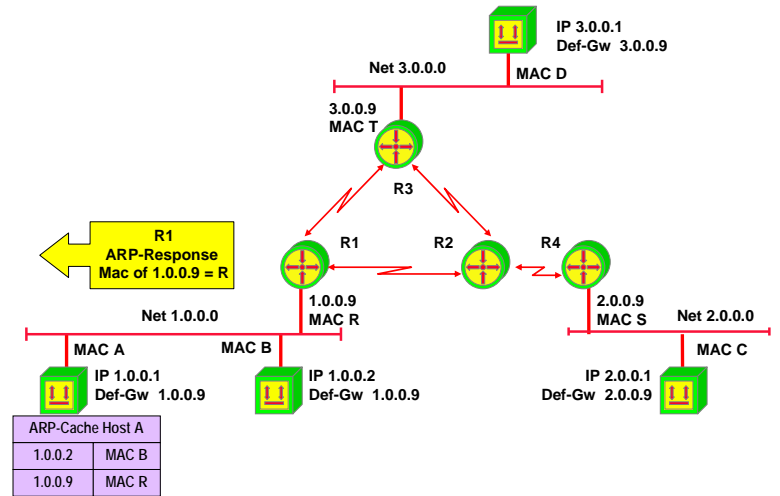 IP 3.0.0.1
Def-Gw 3.0.0.9
Net 3.0.0.0
MAC D
3.0.0.9
MAC T
R3
R1
ARP-Response
Mac of 1.0.0.9 = R
R1
R2
R4
1.0.0.9
MAC R
2.0.0.9
MAC S
Net 1.0.0.0
Net 2.0.0.0
MAC A
MAC B
MAC C
IP 1.0.0.1
Def-Gw 1.0.0.9
IP 1.0.0.2
Def-Gw 1.0.0.9
IP 2.0.0.1
Def-Gw 2.0.0.9
ARP-Cache Host A
1.0.0.2 MAC B
1.0.0.9 MAC R